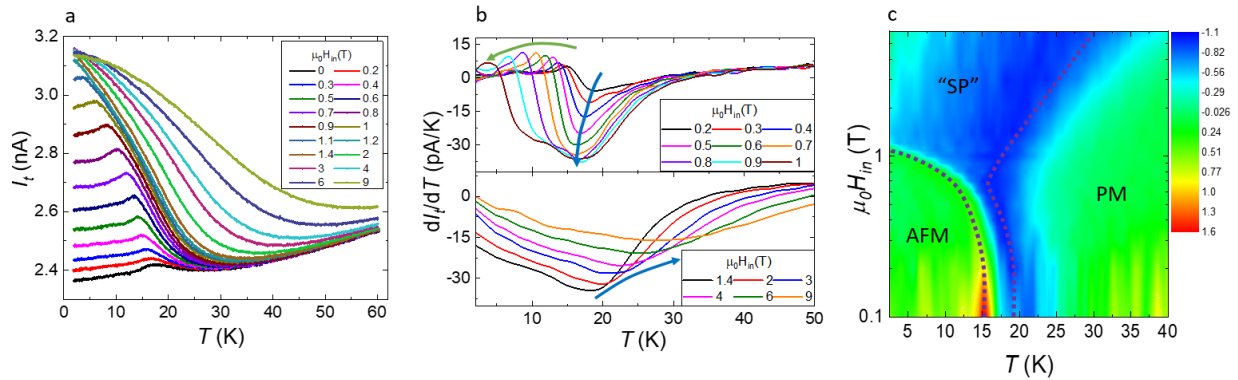 a
3.2
3.0
2.8
2.6
2.4
I_t (nA)
μ₀H_in(T)
0 0.2
0.3 0.4
0.5 0.6
0.7 0.8
0.9 1
1.1 1.2
1.4 2
3 4
6 9
0 10 20 30 40 50 60
T (K)
b
15
0
-15
-30
μ₀H_in(T)
0.2 0.3 0.4
0.5 0.6 0.7
0.8 0.9 1
dI_t/dT (pA/K)
0
-15
-30
μ₀H_in(T)
1.4 2 3
4 6 9
10 20 30 40 50
T (K)
c
"SP"
AFM
PM
1
0.1
μ₀H_in (T)
5 10 15 20 25 30 35 40
T (K)
-1.1
-0.83
-0.56
-0.29
-0.026
0.24
0.51
0.78
1.0
1.3
1.6